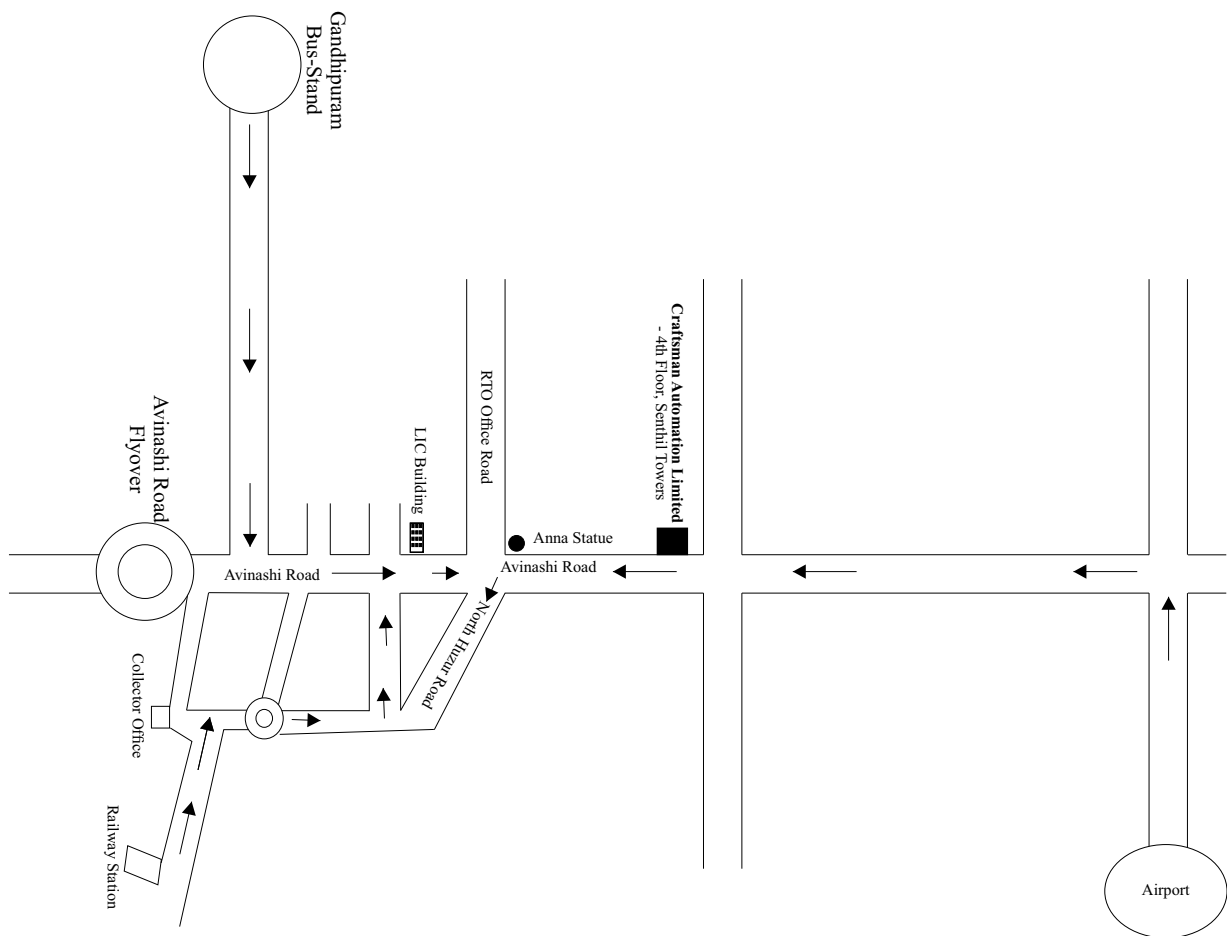 Gandhipuram
Bus-Stand
Avinashi Road
Flyover
LIC Building
RTO Office Road
Craftsman Automation Limited
- 4th Floor, Senthil Towers
Anna Statue
Avinashi Road
Avinashi Road
North Huzur Road
Collector Office
Railway Station
Airport